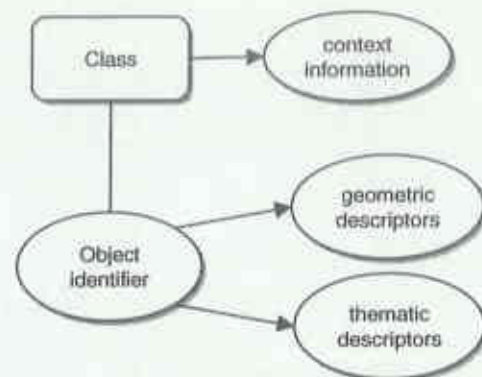 Class
context
information
geometric
descriptors
Object
identifier
thematic
descriptors